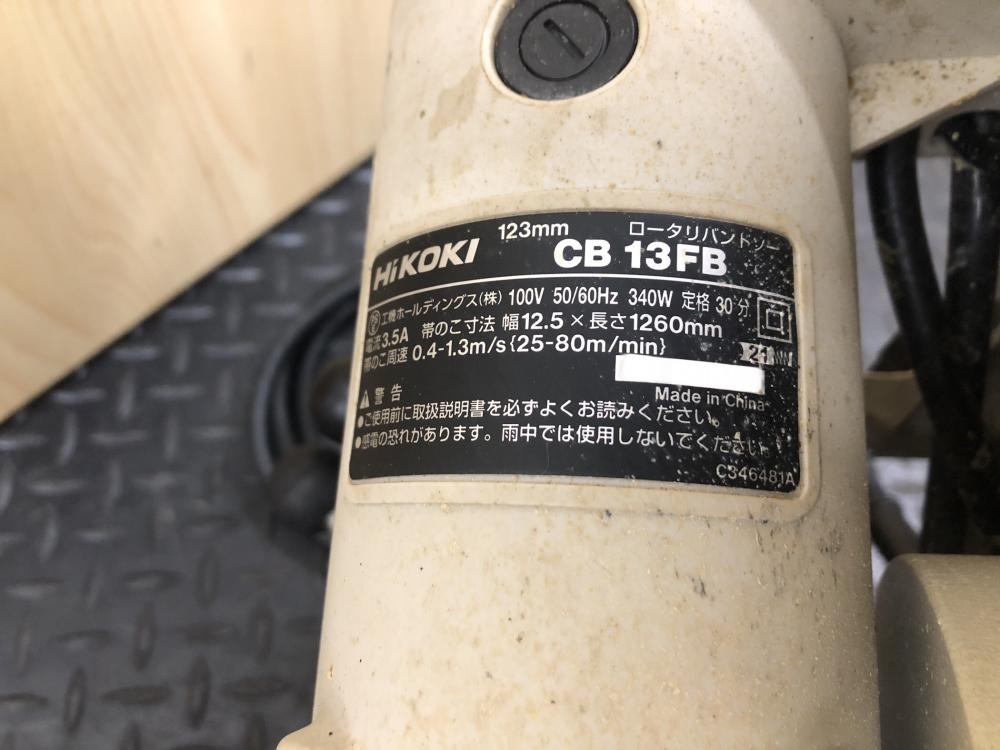 123mm ロータリバンドソー
HiKOKI CB 13FB
工機ホールディングス(株) 100V 50/60Hz 340W 定格 30分
電流 3.5A 帯のこ寸法 幅12.5×長さ1260mm
帯のこ周速 0.4-1.3m/s{25-80m/min}
Made in China
警告
●ご使用前に取扱説明書を必ずよくお読みください。
●感電の恐れがあります。雨中では使用しないでください。
C346481A